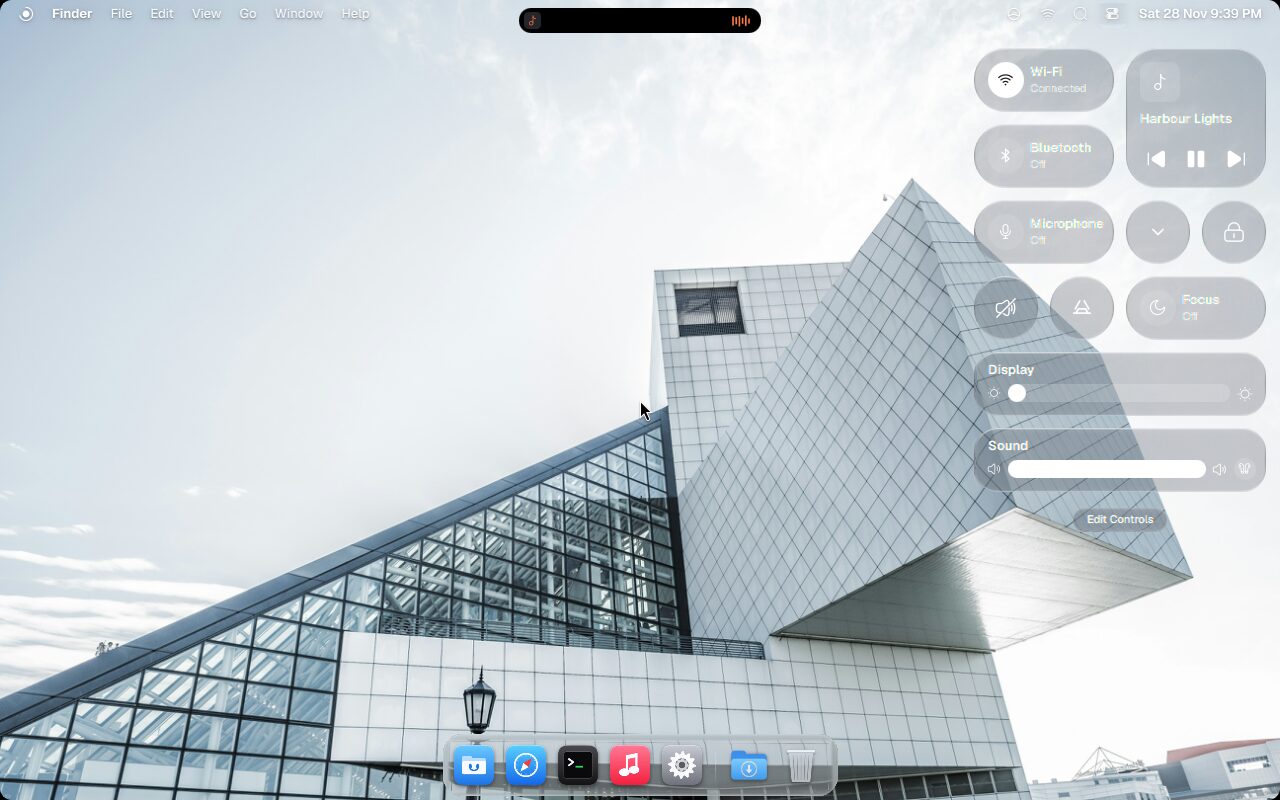 Finder File Edit View Go Window Help
Sat 28 Nov 9:39 PM
Wi-Fi
Connected
Harbour Lights
Bluetooth
Off
Microphone
Off
Focus
Off
Display
Sound
Edit Controls